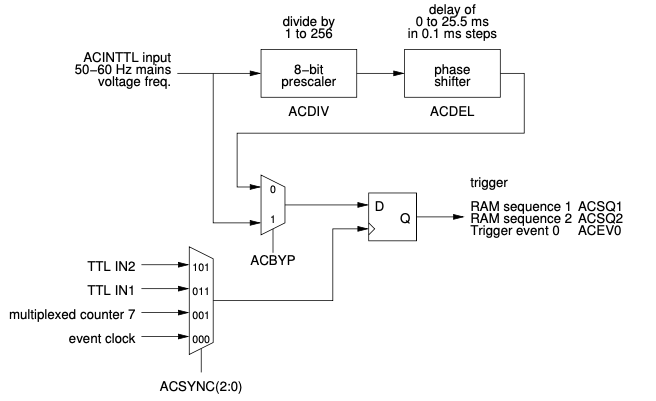 divide by
1 to 256
delay of
0 to 25.5 ms
in 0.1 ms steps
ACINTTL input
50−60 Hz mains
voltage freq.
8−bit
prescaler
phase
shifter
ACDIV
ACDEL
0
1
ACBYP
D
Q
trigger
RAM sequence 1 ACSQ1
RAM sequence 2 ACSQ2
Trigger event 0 ACEV0
TTL IN2
101
TTL IN1
011
multiplexed counter 7
001
event clock
000
ACSYNC(2:0)